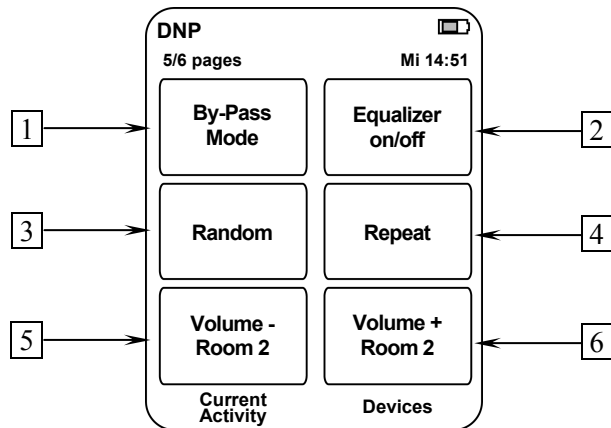 DNP
5/6 pages Mi 14:51
1
By-Pass
Mode
Equalizer
on/off
2
3
Random
Repeat
4
5
Volume -
Room 2
Volume +
Room 2
6
Current
Activity
Devices